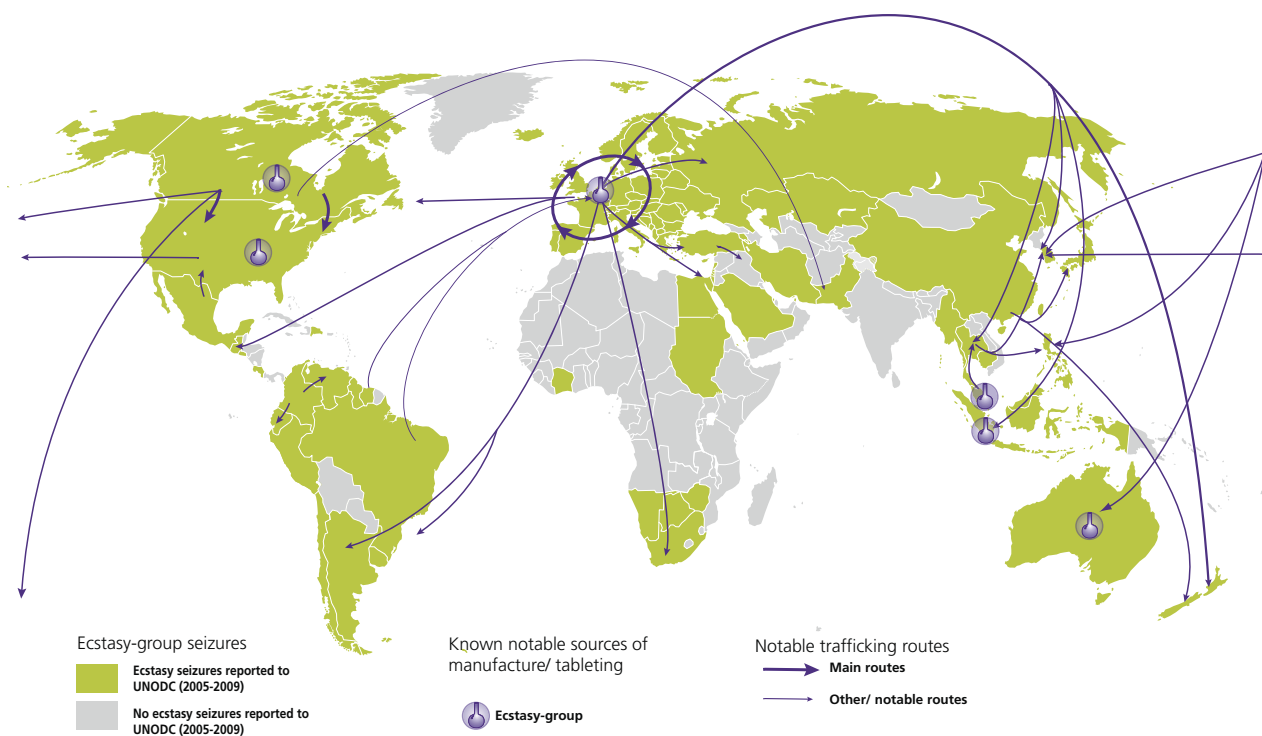 Ecstasy-group seizures
Ecstasy seizures reported to
UNODC (2005-2009)
No ecstasy seizures reported to
UNODC (2005-2009)
Known notable sources of
manufacture/ tableting
Ecstasy-group
Notable trafficking routes
Main routes
Other/ notable routes